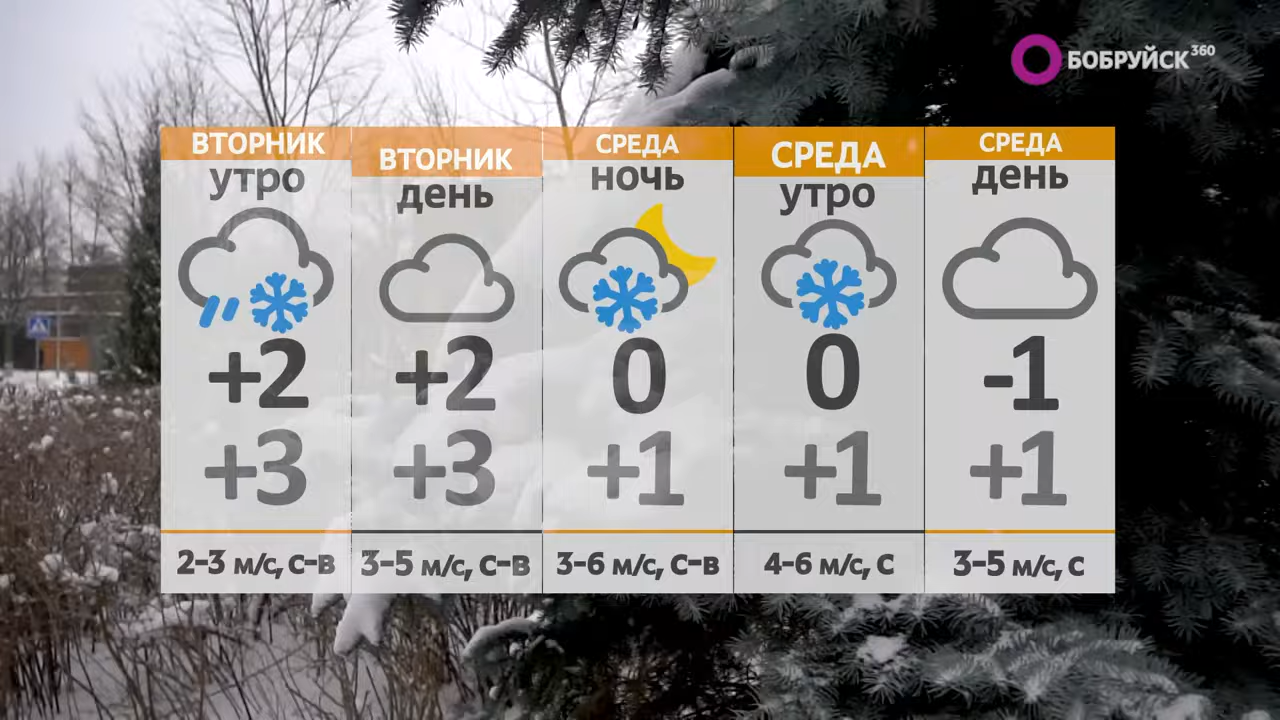 БОБРУЙСК360
ВТОРНИК
утро
+2
+3
2-3 м/с, С-В
ВТОРНИК
день
+2
+3
3-5 м/с, С-В
СРЕДА
ночь
0
+1
3-6 м/с, С-В
СРЕДА
утро
0
+1
4-6 м/с, С
СРЕДА
день
-1
+1
3-5 м/с, С